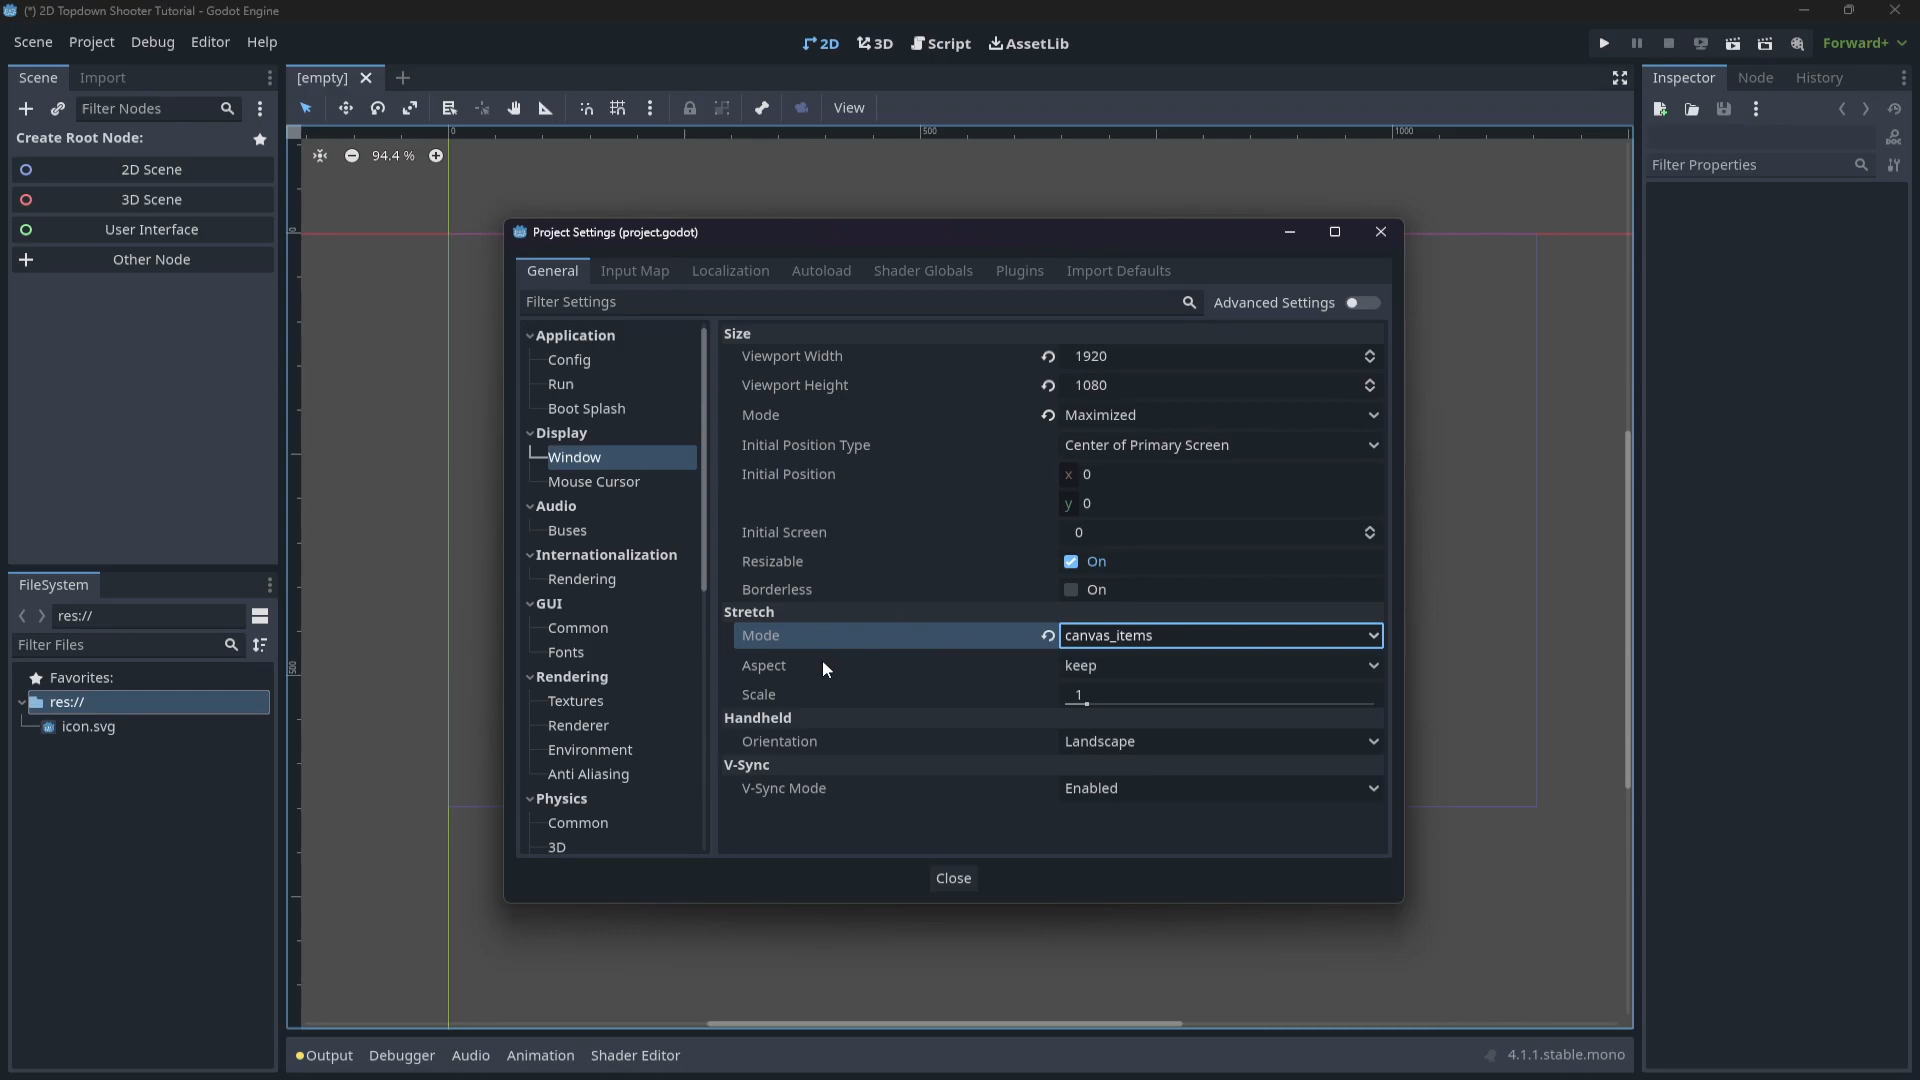 (*) 2D Topdown Shooter Tutorial - Godot Engine
Scene Project Debug Editor Help
2D 3D Script AssetLib
Forward+
Scene Import
Filter Nodes
Create Root Node:
2D Scene
3D Scene
User Interface
Other Node
FileSystem
res://
Filter Files
Favorites:
res://
icon.svg
[empty]
View
0 500 1000
94.4 %
0
500
Project Settings (project.godot)
General Input Map Localization Autoload Shader Globals Plugins Import Defaults
Filter Settings
Advanced Settings
Application
Config
Run
Boot Splash
Display
Window
Mouse Cursor
Audio
Buses
Internationalization
Rendering
GUI
Common
Fonts
Rendering
Textures
Renderer
Environment
Anti Aliasing
Physics
Common
3D
Size
Viewport Width 1920
Viewport Height 1080
Mode Maximized
Initial Position Type Center of Primary Screen
Initial Position x 0
y 0
Initial Screen 0
Resizable On
Borderless On
Stretch
Mode canvas_items
Aspect keep
Scale 1
Handheld
Orientation Landscape
V-Sync
V-Sync Mode Enabled
Close
Output Debugger Audio Animation Shader Editor
4.1.1.stable.mono
Inspector Node History
DOC
Filter Properties